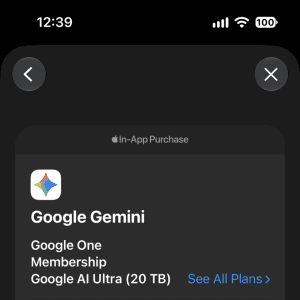 12:39
100
In-App Purchase
Google Gemini
Google One
Membership
Google AI Ultra (20 TB) See All Plans >